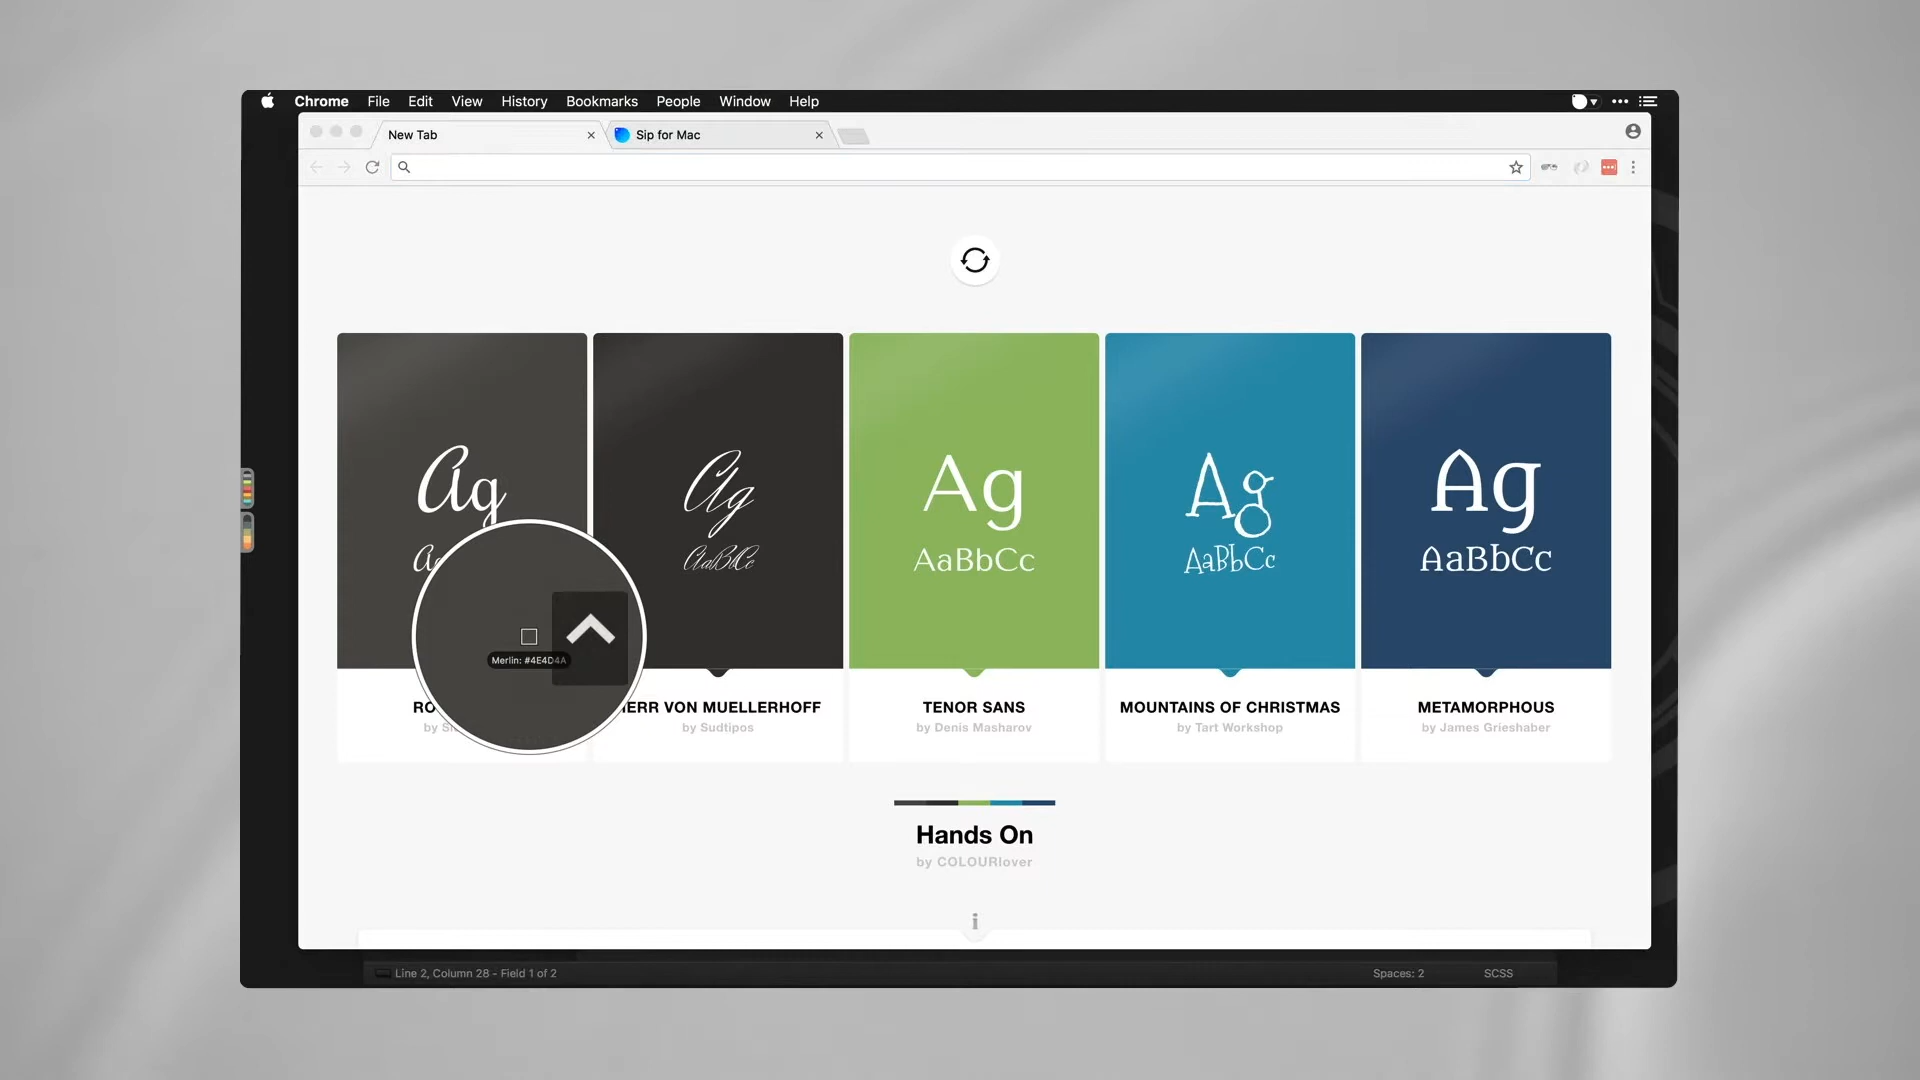 Chrome File Edit View History Bookmarks People Window Help
New Tab
Sip for Mac
Ag
Ag
AaBbCc
Ag
AaBbCc
Ag
AaBbCc
Ag
AaBbCc
Merlin: #4E4D4A
VON MUELLERHOFF
by Sudtipos
TENOR SANS
by Denis Masharov
MOUNTAINS OF CHRISTMAS
by Tart Workshop
METAMORPHOUS
by James Grieshaber
Hands On
by COLOURlover
i
Line 2, Column 28 - Field 1 of 2
Spaces: 2
SCSS